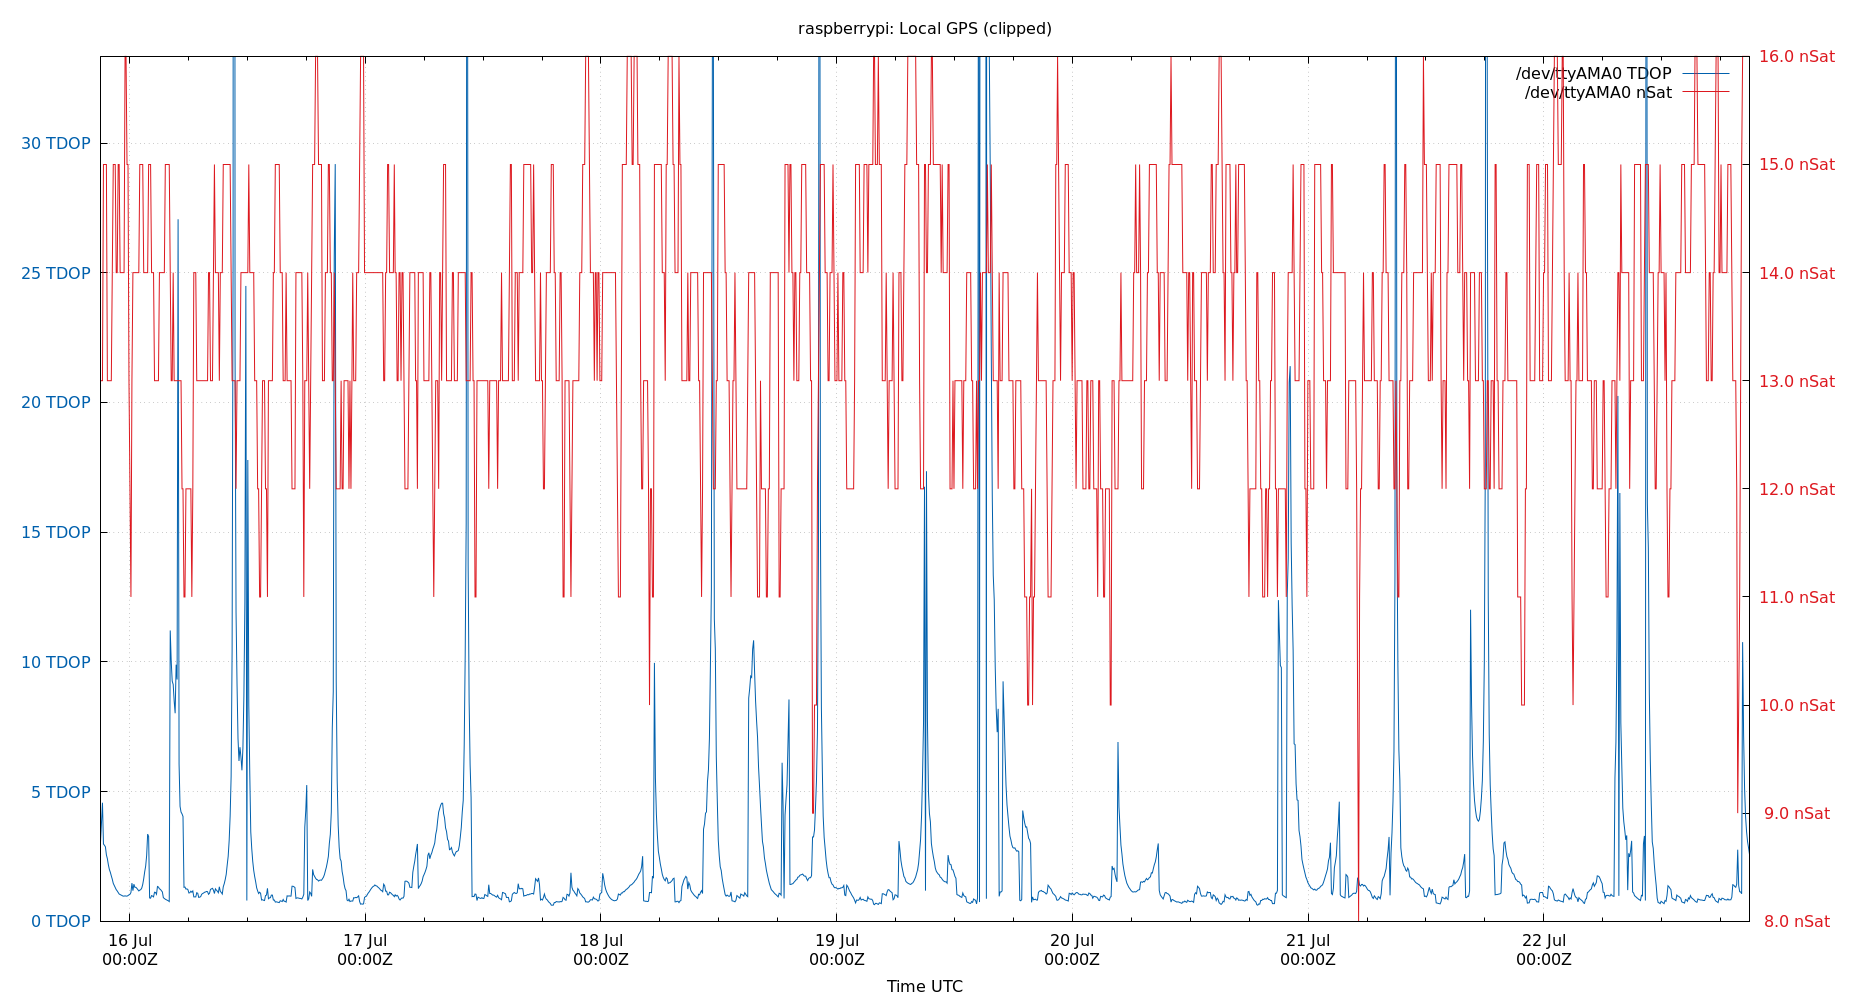 raspberrypi: Local GPS (clipped)
16.0 nSat
/dev/ttyAMA0 TDOP
/dev/ttyAMA0 nSat
30 TDOP
15.0 nSat
25 TDOP
14.0 nSat
20 TDOP
13.0 nSat
12.0 nSat
15 TDOP
11.0 nSat
10 TDOP
10.0 nSat
5 TDOP
9.0 nSat
0 TDOP
8.0 nSat
16 Jul 17 Jul 18 Jul 19 Jul 20 Jul 21 Jul 22 Jul
00:00Z 00:00Z 00:00Z 00:00Z 00:00Z 00:00Z 00:00Z
Time UTC